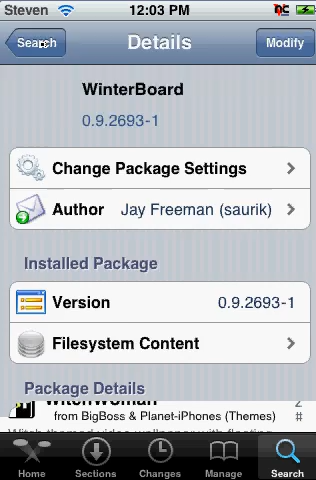 Steven 12:03 PM
Search Details Modify
WinterBoard
0.9.2693-1
Change Package Settings
Author Jay Freeman (saurik)
Installed Package
Version 0.9.2693-1
Filesystem Content
Package Details
from BigBoss & Planet-iPhones (Themes)
Z
#
Home Sections Changes Manage Search